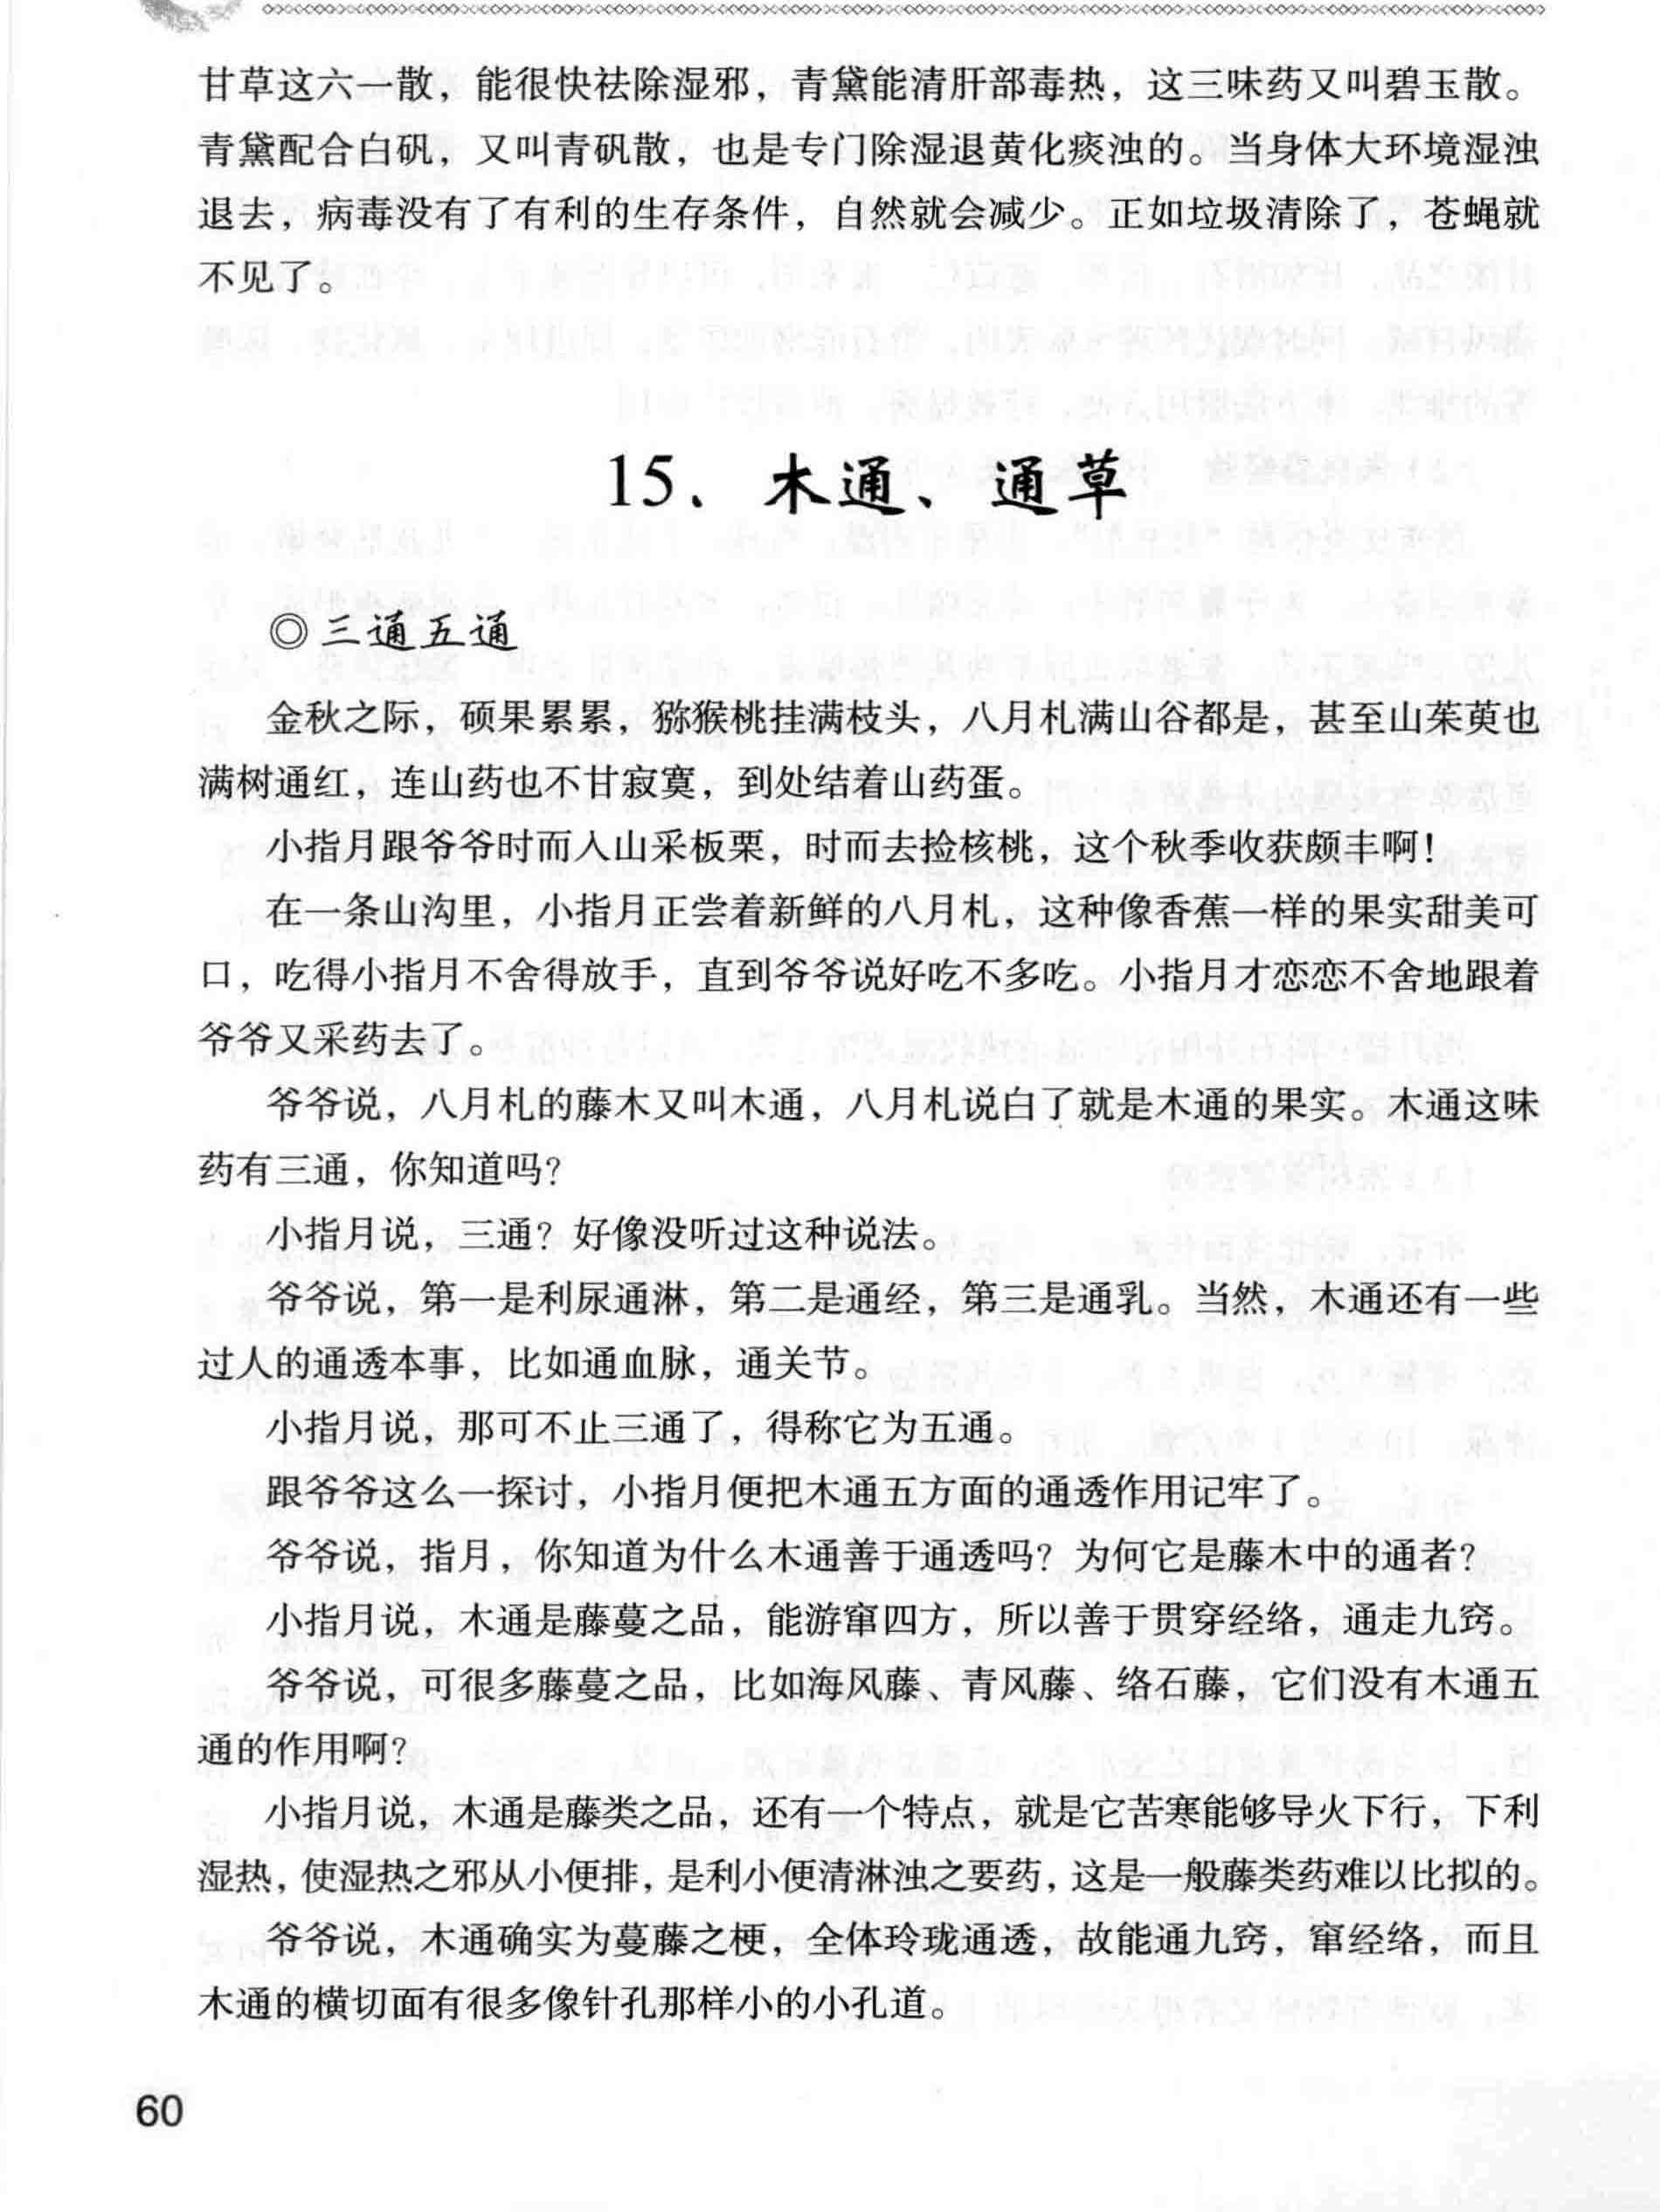 甘草这六一散，能很快祛除湿邪，青黛能清肝部毒热，这三味药又叫碧玉散。
青黛配合白矾，又叫青矾散，也是专门除湿退黄化痰浊的。当身体大环境湿浊
退去，病毒没有了有利的生存条件，自然就会减少。正如垃圾清除了，苍蝇就
不见了。
15、木通、通草
◎三通五通
金秋之际，硕果累累，猕猴桃挂满枝头，八月札满山谷都是，甚至山茱萸也
满树通红，连山药也不甘寂寞，到处结着山药蛋。
小指月跟爷爷时而入山采板栗，时而去捡核桃，这个秋季收获颇丰啊！
在一条山沟里，小指月正尝着新鲜的八月札，这种像香蕉一样的果实甜美可
口，吃得小指月不舍得放手，直到爷爷说好吃不多吃。小指月才恋恋不舍地跟着
爷爷又采药去了。
爷爷说，八月札的藤木又叫木通，八月札说白了就是木通的果实。木通这味
药有三通，你知道吗？
小指月说，三通？好像没听过这种说法。
爷爷说，第一是利尿通淋，第二是通经，第三是通乳。当然，木通还有一些
过人的通透本事，比如通血脉，通关节。
小指月说，那可不止三通了，得称它为五通。
跟爷爷这么一探讨，小指月便把木通五方面的通透作用记牢了。
爷爷说，指月，你知道为什么木通善于通透吗？为何它是藤木中的通者？
小指月说，木通是藤蔓之品，能游窜四方，所以善于贯穿经络，通走九窍。
爷爷说，可很多藤蔓之品，比如海风藤、青风藤、络石藤，它们没有木通五
通的作用啊？
小指月说，木通是藤类之品，还有一个特点，就是它苦寒能够导火下行，下利
湿热，使湿热之邪从小便排，是利小便清淋浊之要药，这是一般藤类药难以比拟的。
爷爷说，木通确实为蔓藤之梗，全体玲珑通透，故能通九窍，窜经络，而且
木通的横切面有很多像针孔那样小的小孔道。
60